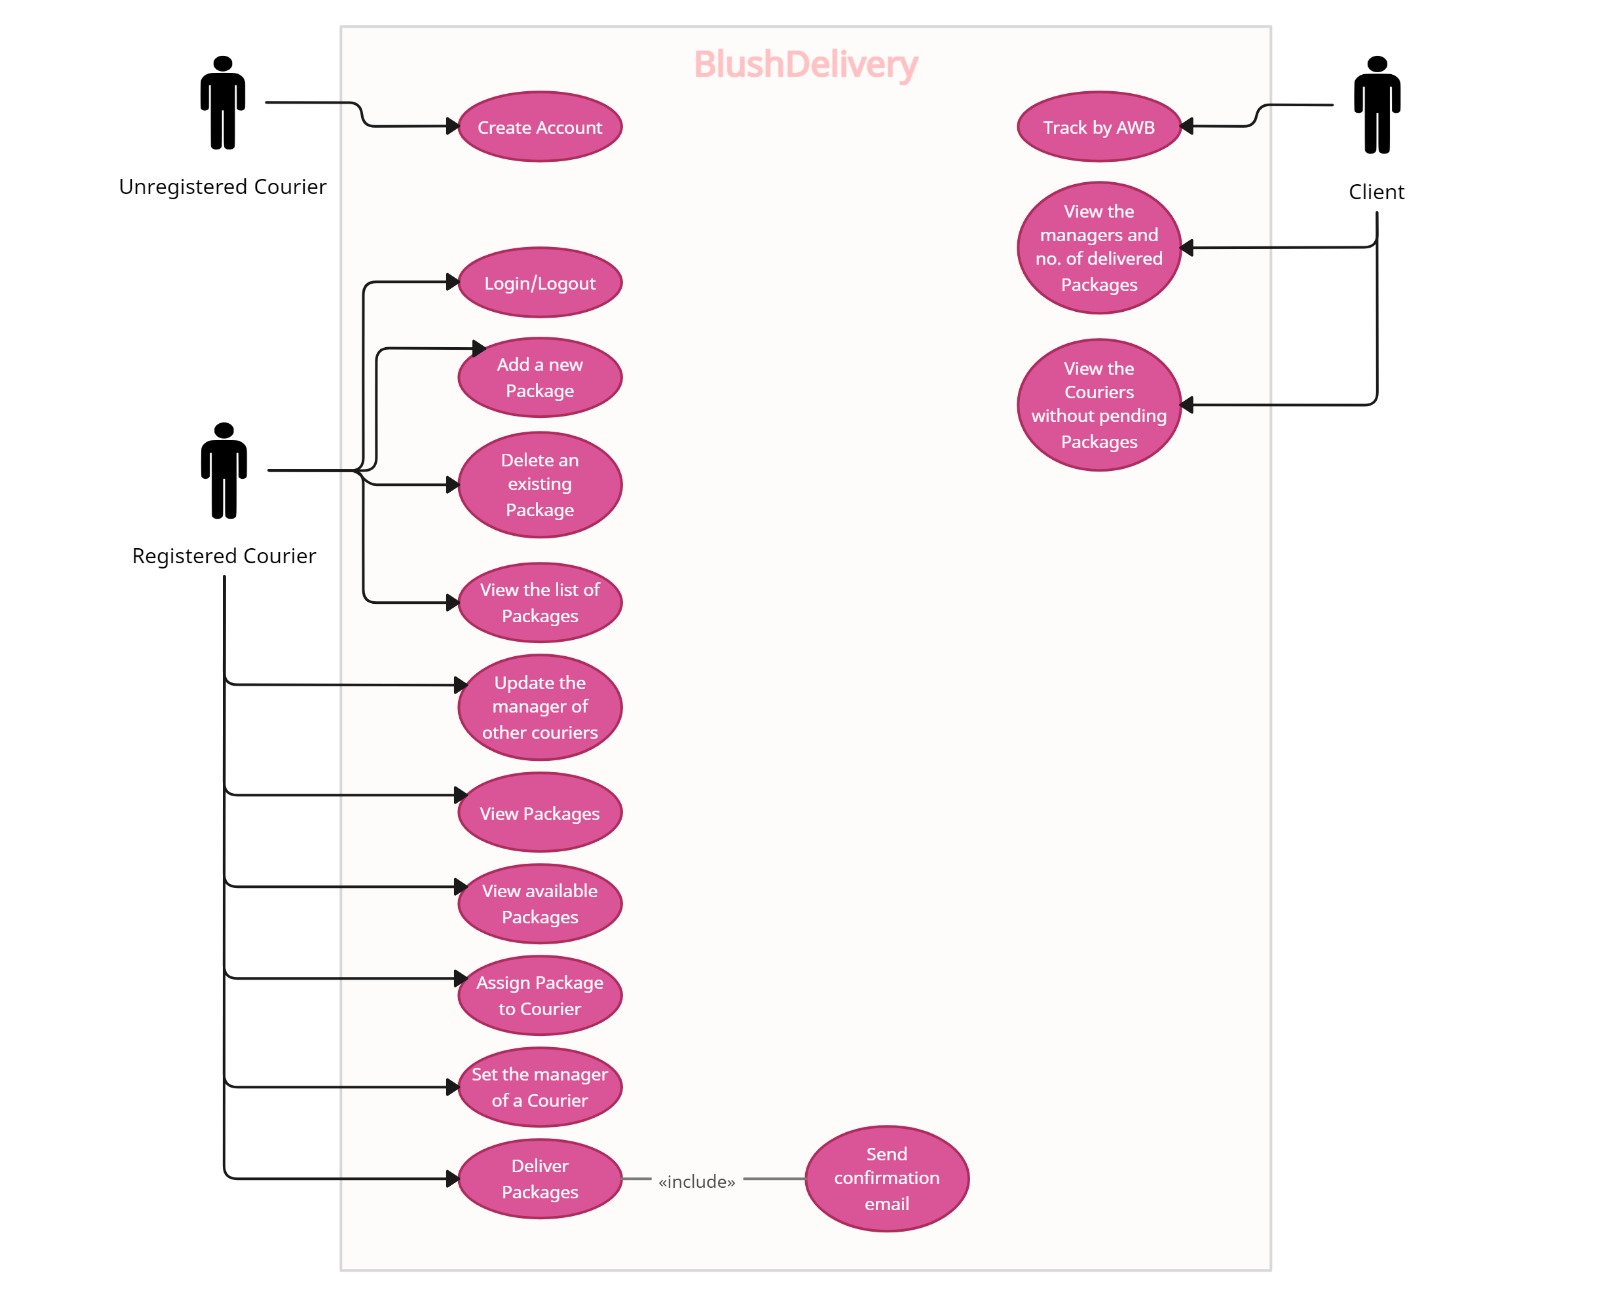 BlushDelivery
Unregistered Courier
Create Account
Login/Logout
Add a new
Package
Delete an
existing
Package
Registered Courier
View the list of
Packages
Update the
manager of
other couriers
View Packages
View available
Packages
Assign Package
to Courier
Set the manager
of a Courier
Deliver
Packages
«include»
Send
confirmation
email
Track by AWB
Client
View the
managers and
no. of delivered
Packages
View the
Couriers
without pending
Packages